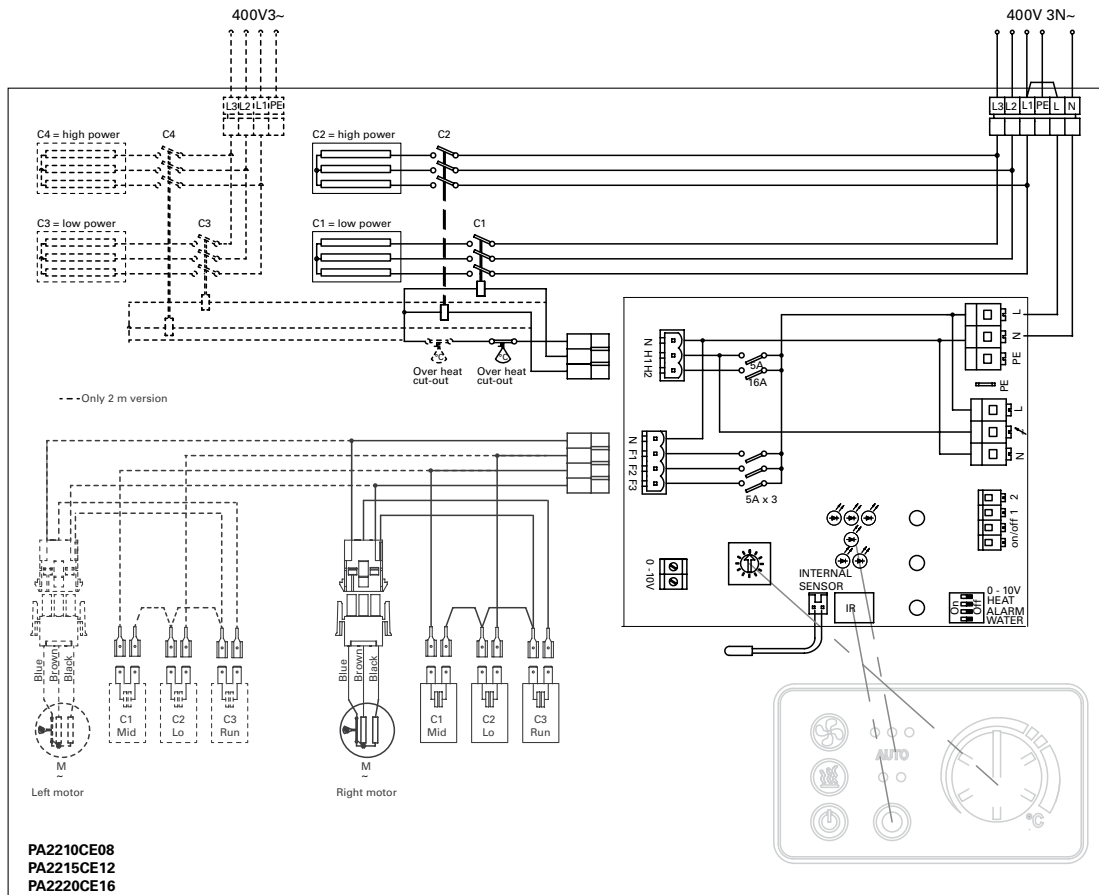 400V3~
400V 3N~
L3 L2 L1 PE
L3 L2 L1 PE L N
C4 = high power
C4
C2 = high power
C2
C3 = low power
C3
C1 = low power
C1
°C
°C
Over heat
cut-out
Over heat
cut-out
- - - Only 2 m version
N H1 H2
5A
16A
L
N
PE
PE
L
N
N F1 F2 F3
5A x 3
on/off 1 2
0 - 10V
T
INTERNAL
SENSOR
IR
On
Off
0 - 10V
HEAT
ALARM
WATER
Blue
Brown
Black
C1
Mid
C2
Lo
C3
Run
M
~
Left motor
Blue
Brown
Black
C1
Mid
C2
Lo
C3
Run
M
~
Right motor
AUTO
°C
PA2210CE08
PA2215CE12
PA2220CE16